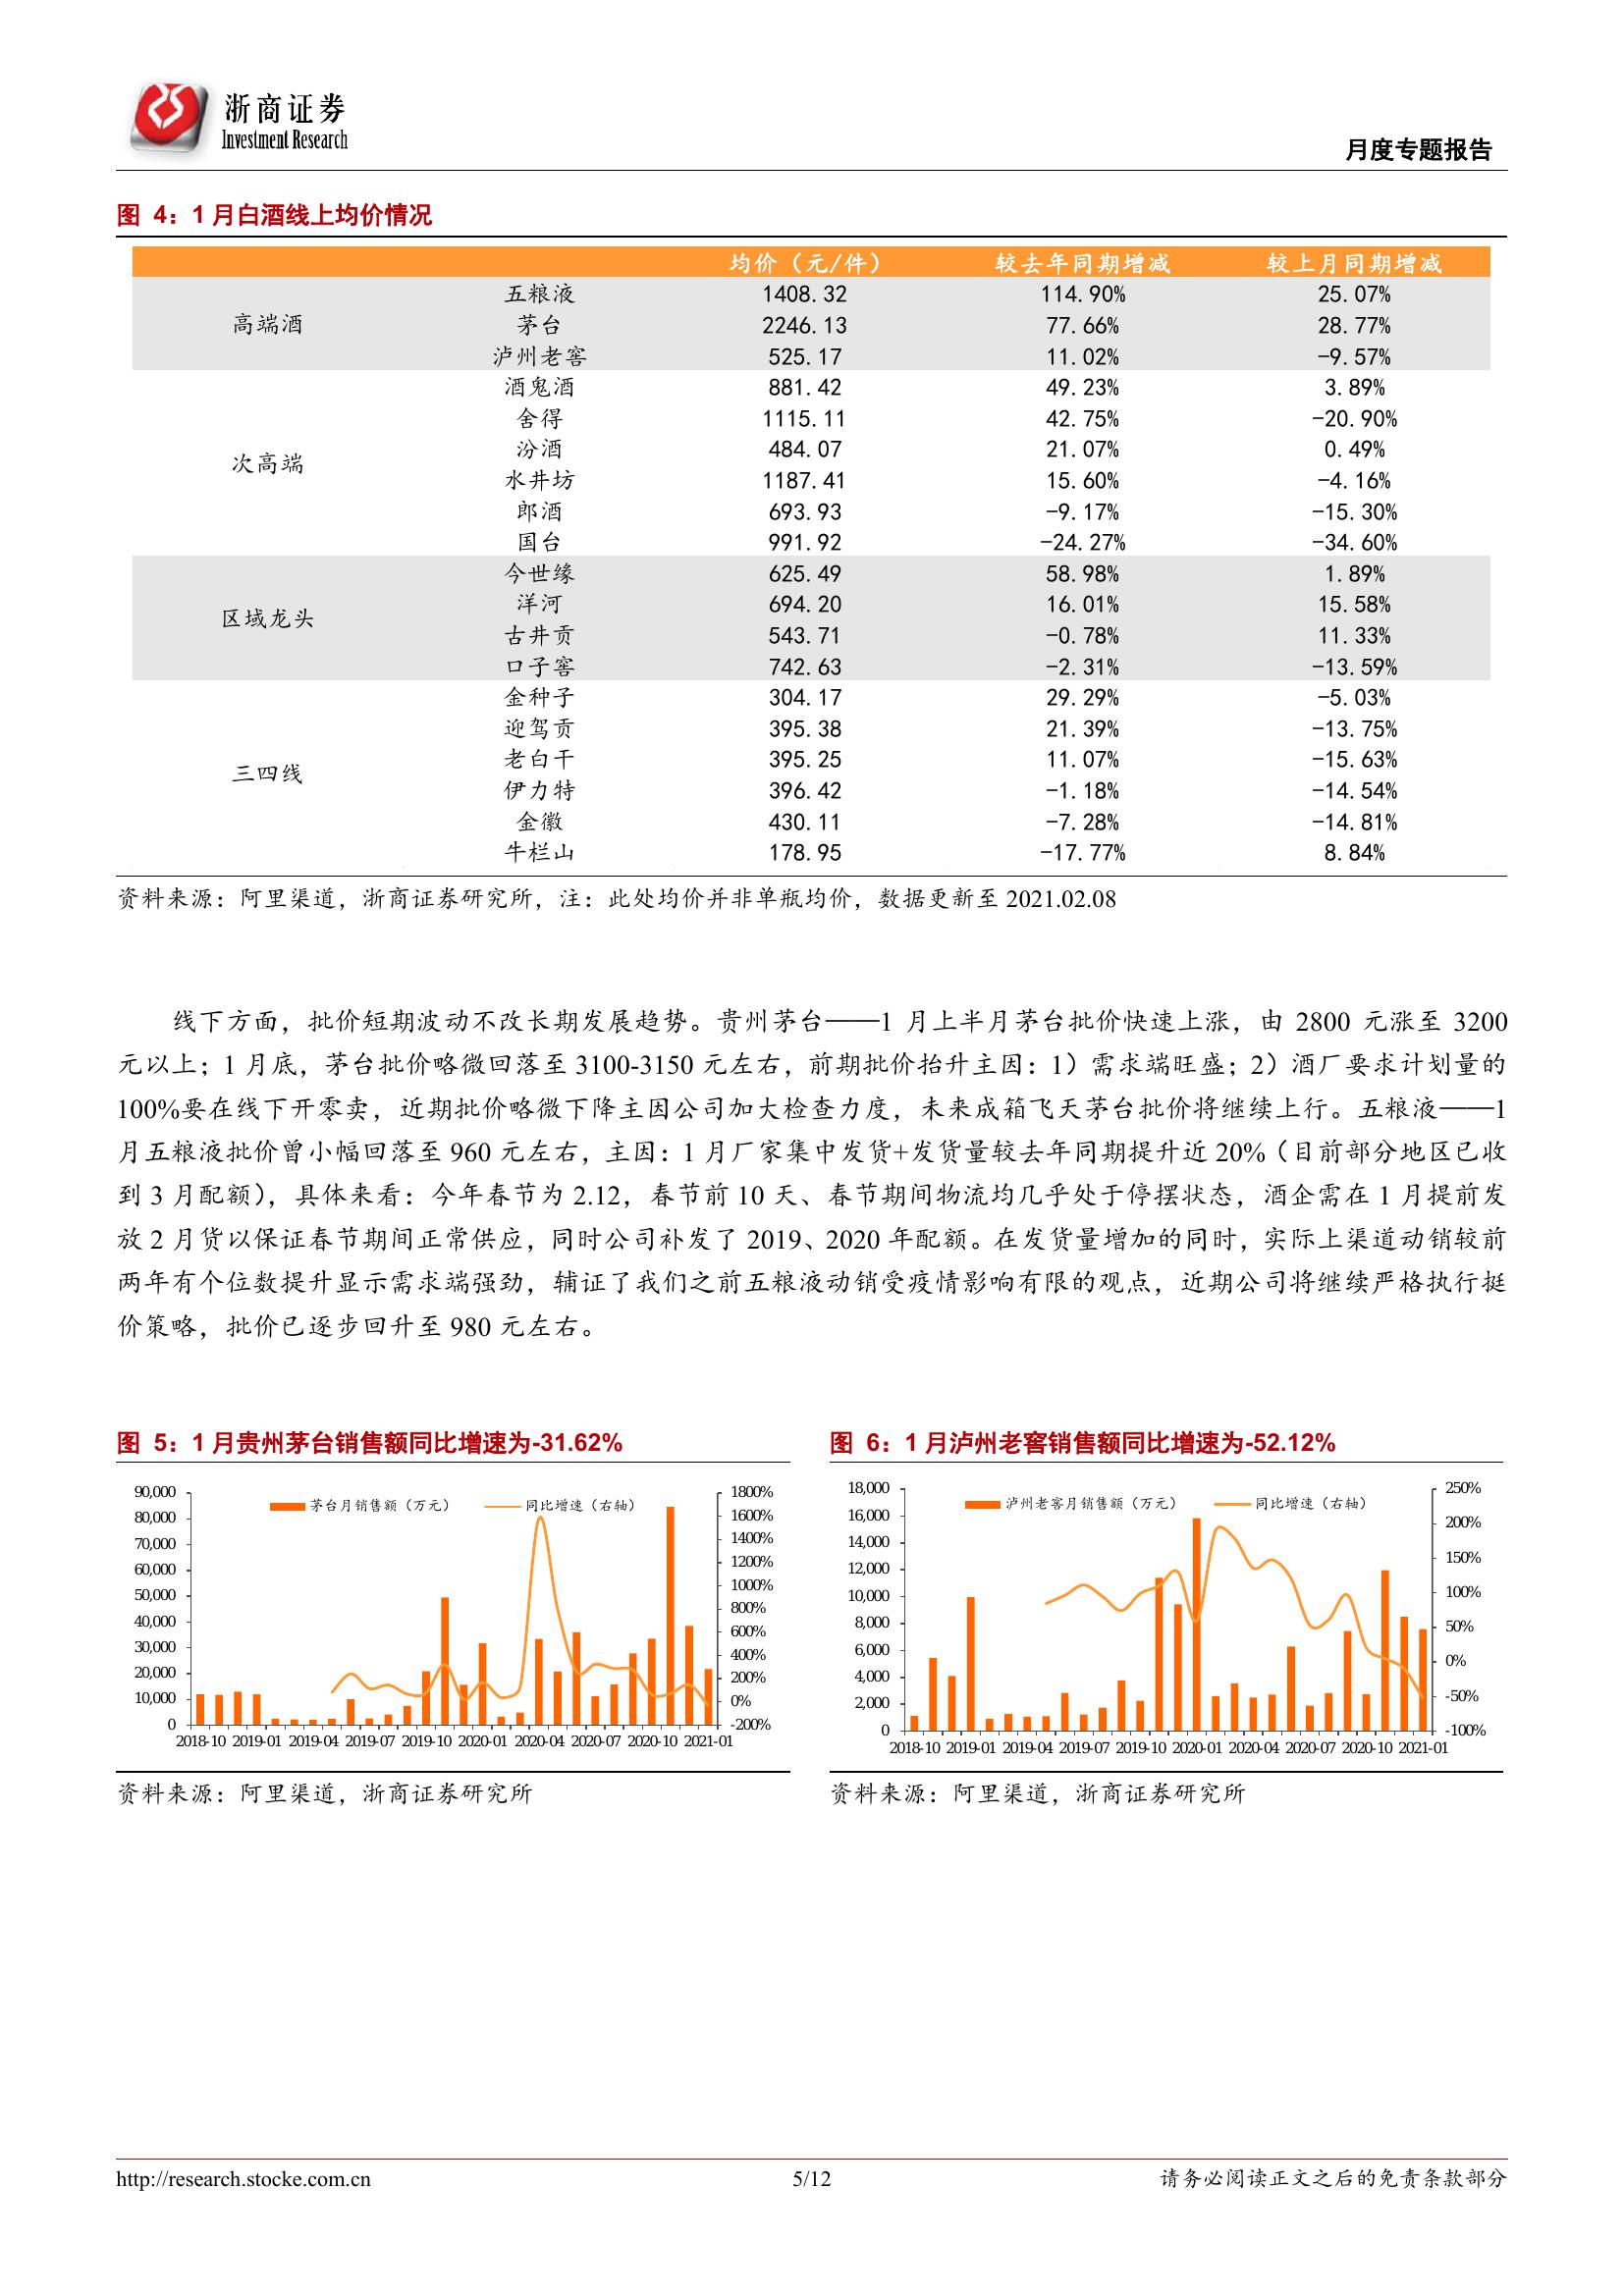 浙商证券
Investment Research
月度专题报告
图 4：1 月白酒线上均价情况
均价（元/件） 较去年同期增减 较上月同期增减
高端酒
五粮液 1408.32 114.90% 25.07%
茅台 2246.13 77.66% 28.77%
泸州老窖 525.17 11.02% -9.57%
次高端
酒鬼酒 881.42 49.23% 3.89%
舍得 1115.11 42.75% -20.90%
汾酒 484.07 21.07% 0.49%
水井坊 1187.41 15.60% -4.16%
郎酒 693.93 -9.17% -15.30%
国台 991.92 -24.27% -34.60%
区域龙头
今世缘 625.49 58.98% 1.89%
洋河 694.20 16.01% 15.58%
古井贡 543.71 -0.78% 11.33%
口子窖 742.63 -2.31% -13.59%
三四线
金种子 304.17 29.29% -5.03%
迎驾贡 395.38 21.39% -13.75%
老白干 395.25 11.07% -15.63%
伊力特 396.42 -1.18% -14.54%
金徽 430.11 -7.28% -14.81%
牛栏山 178.95 -17.77% 8.84%
资料来源：阿里渠道，浙商证券研究所，注：此处均价并非单瓶均价，数据更新至 2021.02.08
线下方面，批价短期波动不改长期发展趋势。贵州茅台——1 月上半月茅台批价快速上涨，由 2800 元涨至 3200
元以上；1 月底，茅台批价略微回落至 3100-3150 元左右，前期批价抬升主因：1）需求端旺盛；2）酒厂要求计划量的
100%要在线下开零卖，近期批价略微下降主因公司加大检查力度，未来成箱飞天茅台批价将继续上行。五粮液——1
月五粮液批价曾小幅回落至 960 元左右，主因：1 月厂家集中发货+发货量较去年同期提升近 20%（目前部分地区已收
到 3 月配额），具体来看：今年春节为 2.12，春节前 10 天、春节期间物流均几乎处于停摆状态，酒企需在 1 月提前发
放 2 月货以保证春节期间正常供应，同时公司补发了 2019、2020 年配额。在发货量增加的同时，实际上渠道动销较前
两年有个位数提升显示需求端强劲，辅证了我们之前五粮液动销受疫情影响有限的观点，近期公司将继续严格执行挺
价策略，批价已逐步回升至 980 元左右。
图 5：1 月贵州茅台销售额同比增速为-31.62%
茅台月销售额（万元） 同比增速（右轴）
90,000
80,000
70,000
60,000
50,000
40,000
30,000
20,000
10,000
0
1800%
1600%
1400%
1200%
1000%
800%
600%
400%
200%
0%
-200%
2018-10 2019-01 2019-04 2019-07 2019-10 2020-01 2020-04 2020-07 2020-10 2021-01
资料来源：阿里渠道，浙商证券研究所
图 6：1 月泸州老窖销售额同比增速为-52.12%
泸州老窖月销售额（万元） 同比增速（右轴）
18,000
16,000
14,000
12,000
10,000
8,000
6,000
4,000
2,000
0
250%
200%
150%
100%
50%
0%
-50%
-100%
2018-10 2019-01 2019-04 2019-07 2019-10 2020-01 2020-04 2020-07 2020-10 2021-01
资料来源：阿里渠道，浙商证券研究所
http://research.stocke.com.cn 5/12 请务必阅读正文之后的免责条款部分